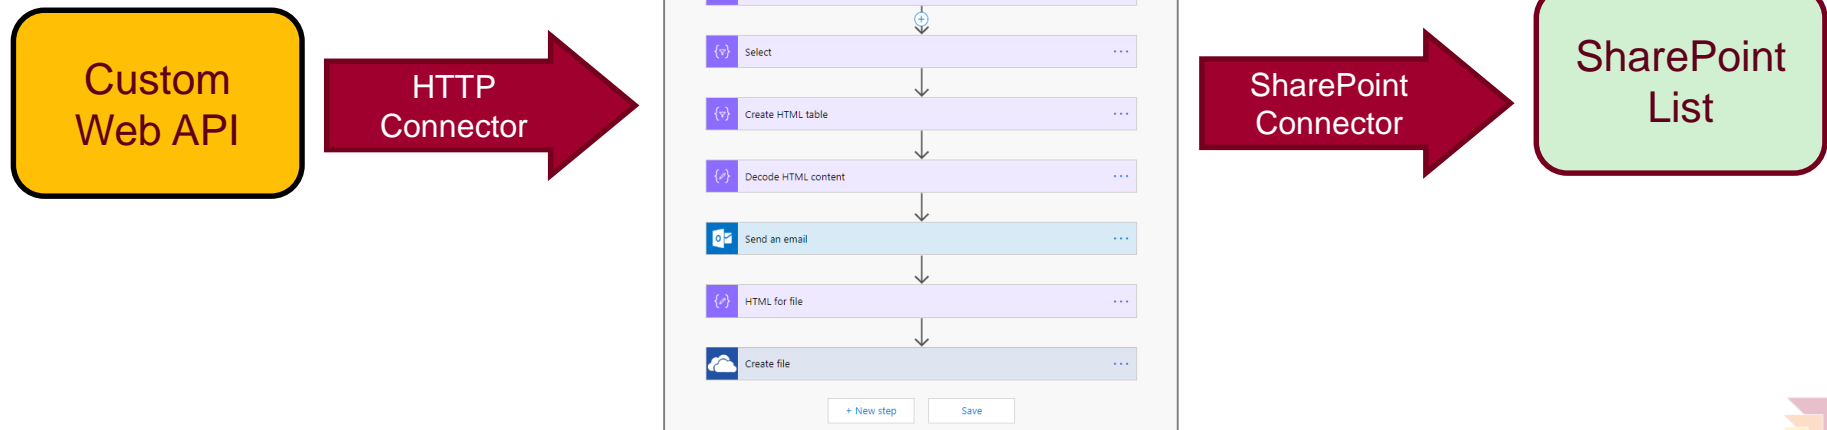 Custom
Web API
HTTP
Connector
Select
Create HTML table
Decode HTML content
Send an email
HTML for file
Create file
+ New step
Save
SharePoint
Connector
SharePoint
List